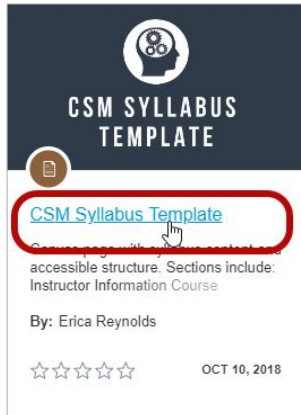 CSM SYLLABUS
TEMPLATE
CSM Syllabus Template
Canvas page with syllabus content and
accessible structure. Sections include:
Instructor Information Course
By: Erica Reynolds
OCT 10, 2018